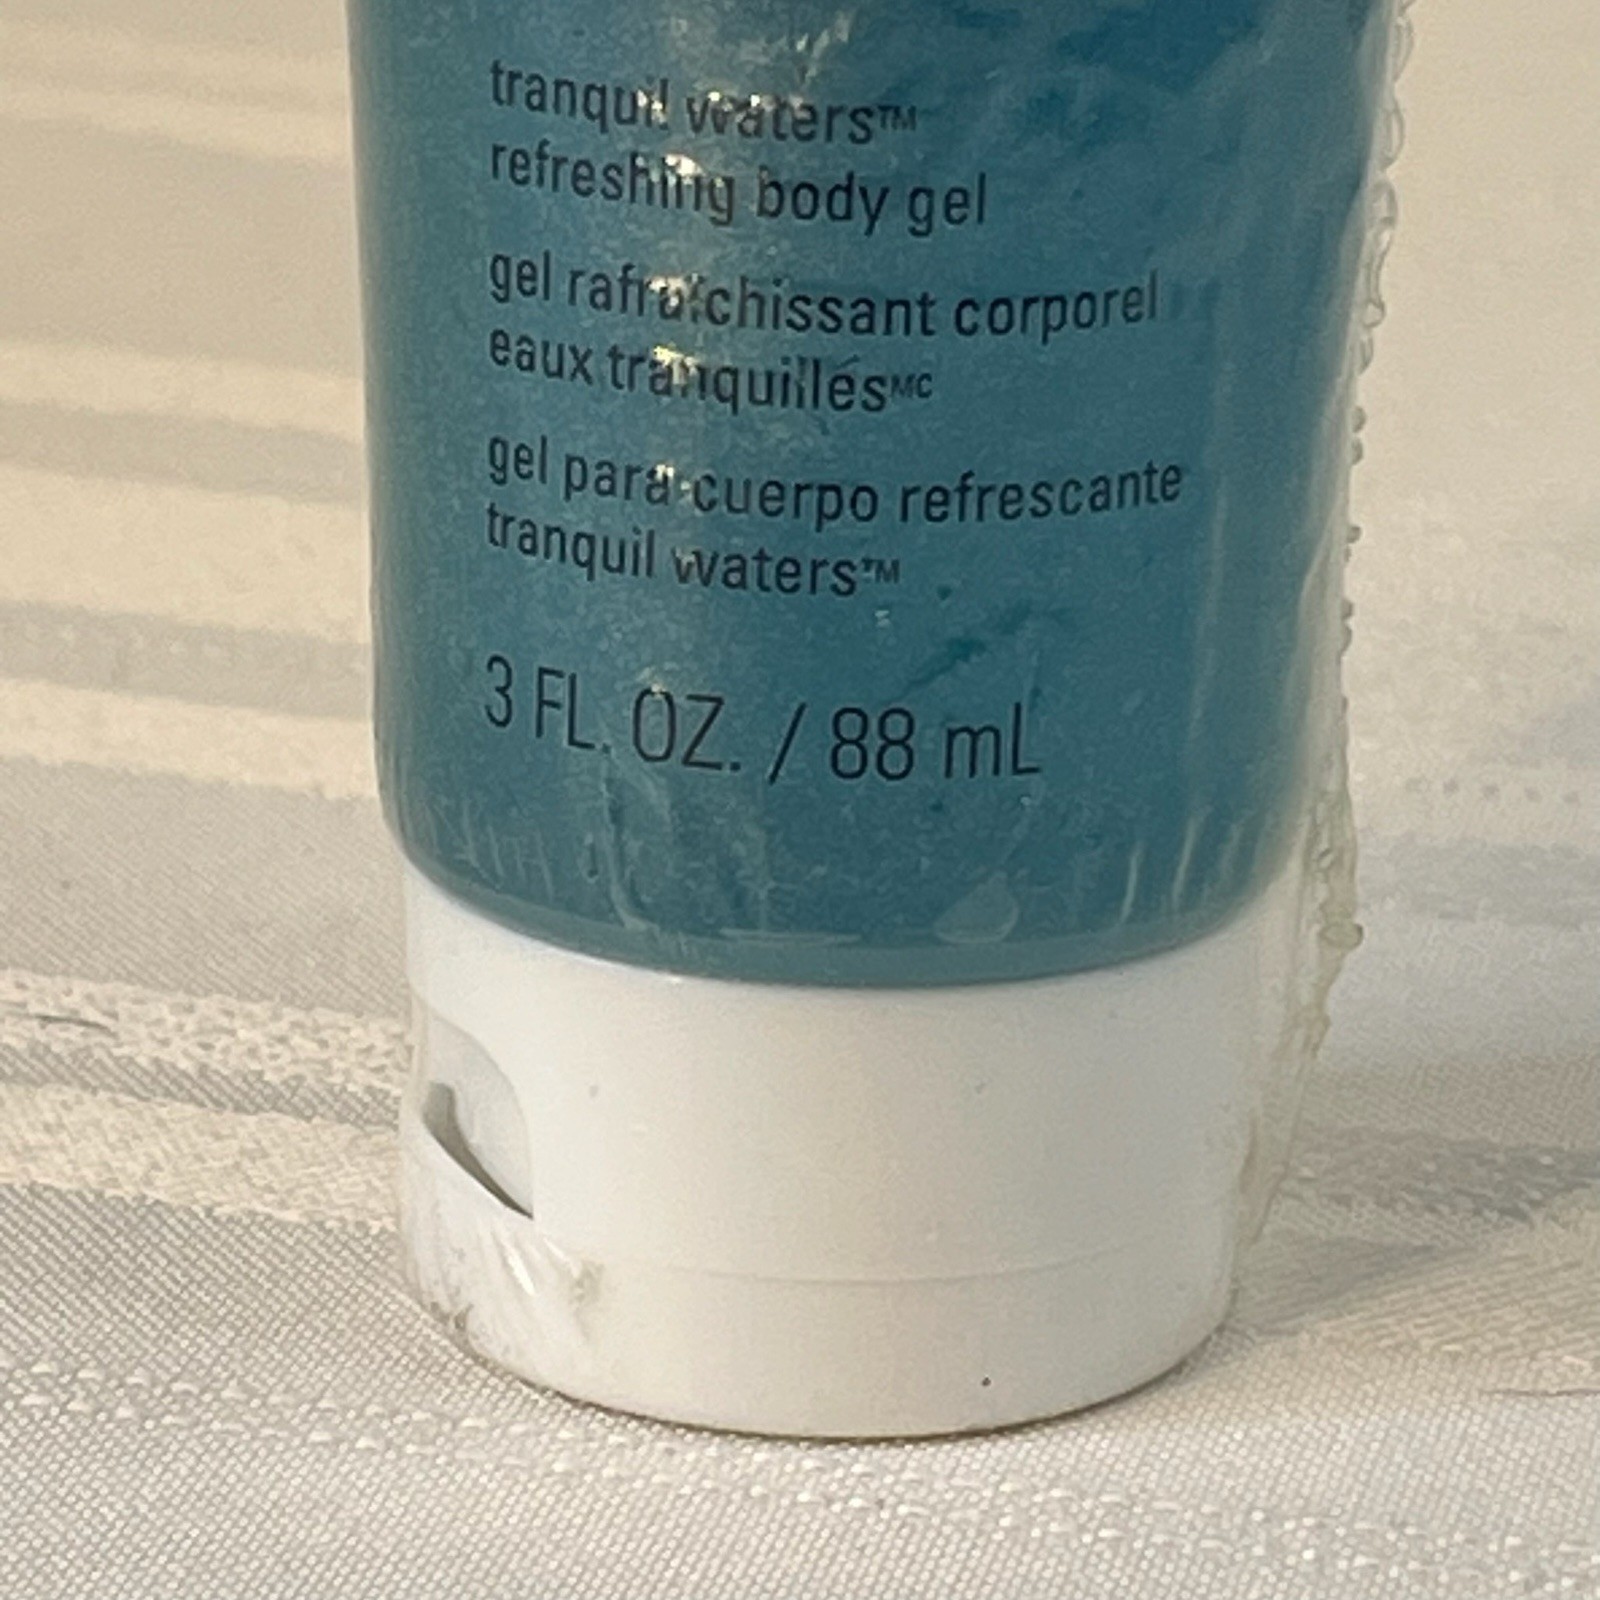 tranquil waters™
refreshing body gel
gel rafraîchissant corporel
eaux tranquillesᴹᶜ
gel para cuerpo refrescante
tranquil waters™
3 FL. OZ. / 88 mL